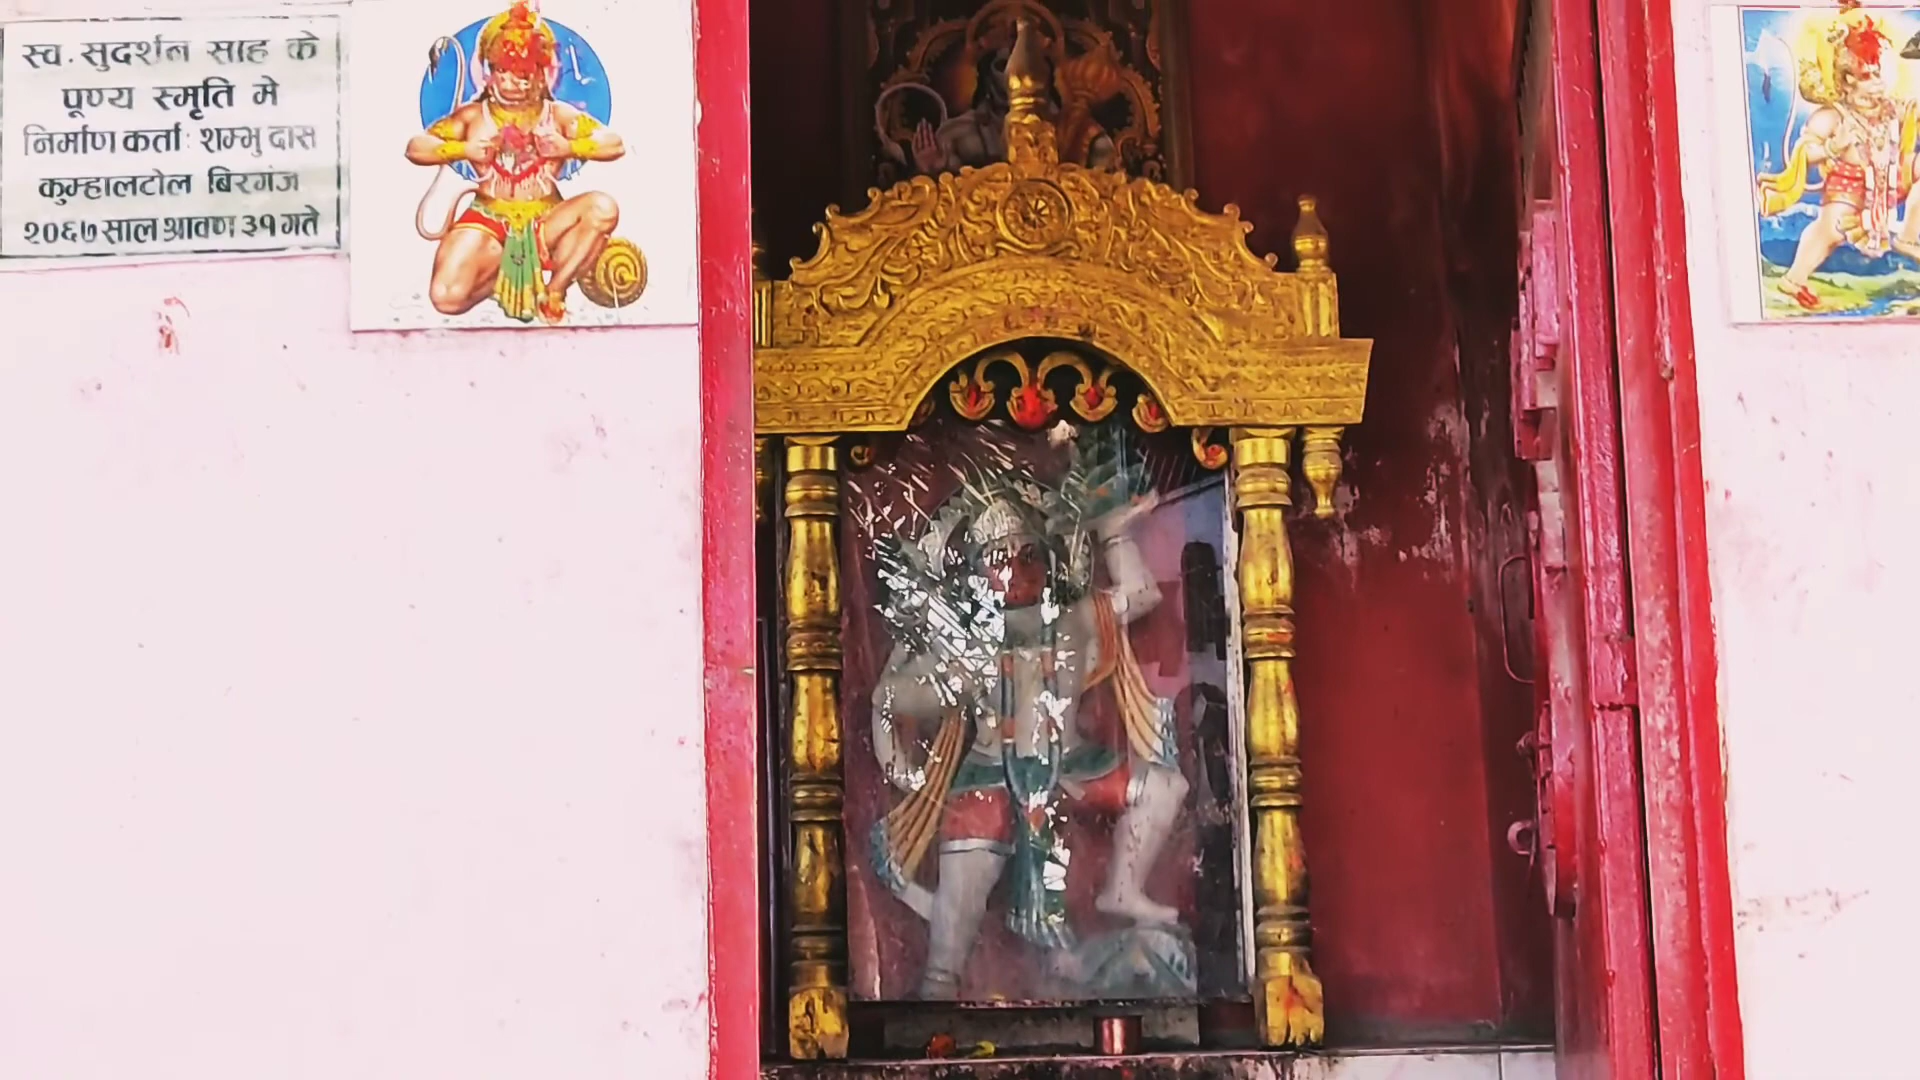 स्व. सुदर्शन साह के
पूण्य स्मृति मे
निर्माण कर्ताः शम्भु दास
कुम्हालटोल बिरगंज
२०६७ साल श्रावण ३१ गते